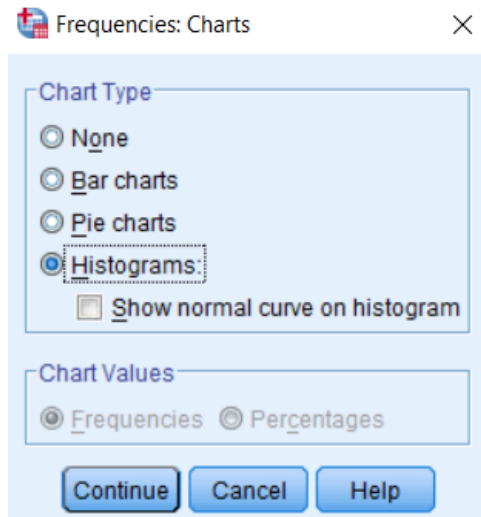 Frequencies: Charts
Chart Type
None
Bar charts
Pie charts
Histograms:
Show normal curve on histogram
Chart Values
Frequencies Percentages
Continue Cancel Help